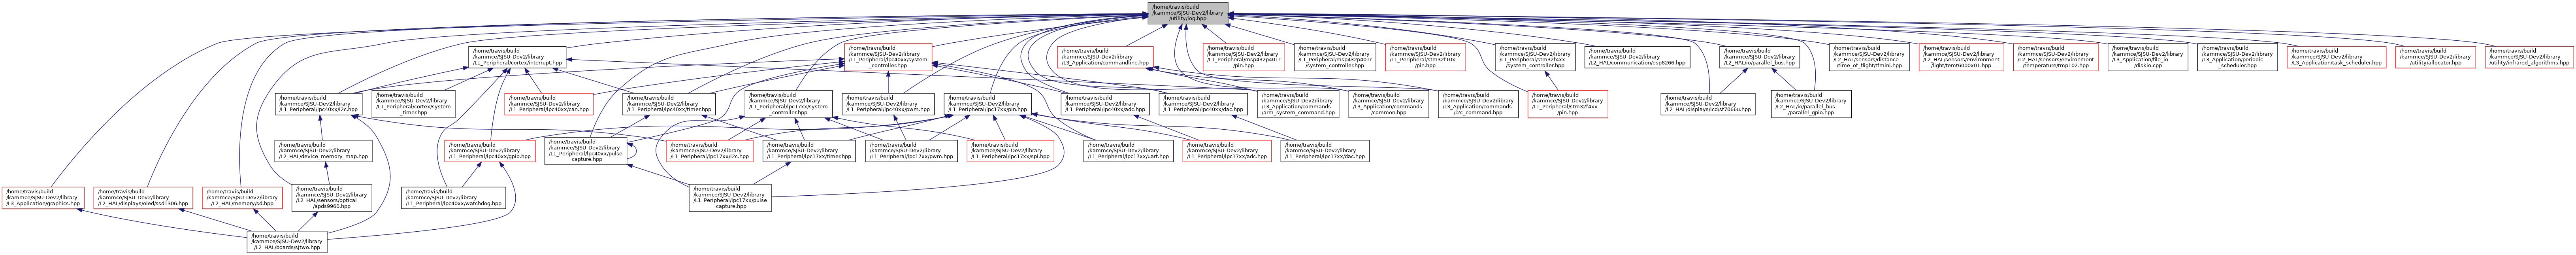 /home/travis/build
/kammce/SJSU-Dev2/library
/utility/log.hpp
/home/travis/build
/kammce/SJSU-Dev2/library
/L1_Peripheral/cortex/interrupt.hpp
/home/travis/build
/kammce/SJSU-Dev2/library
/L1_Peripheral/lpc40xx/system
_controller.hpp
/home/travis/build
/kammce/SJSU-Dev2/library
/L3_Application/commandline.hpp
/home/travis/build
/kammce/SJSU-Dev2/library
/L1_Peripheral/msp432p401r
/pin.hpp
/home/travis/build
/kammce/SJSU-Dev2/library
/L1_Peripheral/msp432p401r
/system_controller.hpp
/home/travis/build
/kammce/SJSU-Dev2/library
/L1_Peripheral/stm32f10x
/pin.hpp
/home/travis/build
/kammce/SJSU-Dev2/library
/L1_Peripheral/stm32f4xx
/system_controller.hpp
/home/travis/build
/kammce/SJSU-Dev2/library
/L2_HAL/communication/esp8266.hpp
/home/travis/build
/kammce/SJSU-Dev2/library
/L2_HAL/io/parallel_bus.hpp
/home/travis/build
/kammce/SJSU-Dev2/library
/L2_HAL/sensors/distance
/time_of_flight/tfmini.hpp
/home/travis/build
/kammce/SJSU-Dev2/library
/L2_HAL/sensors/environment
/light/temt6000x01.hpp
/home/travis/build
/kammce/SJSU-Dev2/library
/L2_HAL/sensors/environment
/temperature/tmp102.hpp
/home/travis/build
/kammce/SJSU-Dev2/library
/L3_Application/file_io
/diskio.cpp
/home/travis/build
/kammce/SJSU-Dev2/library
/L3_Application/periodic
_scheduler.hpp
/home/travis/build
/kammce/SJSU-Dev2/library
/L3_Application/task_scheduler.hpp
/home/travis/build
/kammce/SJSU-Dev2/library
/utility/allocator.hpp
/home/travis/build
/kammce/SJSU-Dev2/library
/utility/infrared_algorithms.hpp
/home/travis/build
/kammce/SJSU-Dev2/library
/L1_Peripheral/lpc40xx/i2c.hpp
/home/travis/build
/kammce/SJSU-Dev2/library
/L1_Peripheral/cortex/system
_timer.hpp
/home/travis/build
/kammce/SJSU-Dev2/library
/L1_Peripheral/lpc40xx/can.hpp
/home/travis/build
/kammce/SJSU-Dev2/library
/L1_Peripheral/lpc40xx/timer.hpp
/home/travis/build
/kammce/SJSU-Dev2/library
/L1_Peripheral/lpc17xx/system
_controller.hpp
/home/travis/build
/kammce/SJSU-Dev2/library
/L1_Peripheral/lpc40xx/pwm.hpp
/home/travis/build
/kammce/SJSU-Dev2/library
/L1_Peripheral/lpc17xx/pin.hpp
/home/travis/build
/kammce/SJSU-Dev2/library
/L1_Peripheral/lpc40xx/adc.hpp
/home/travis/build
/kammce/SJSU-Dev2/library
/L1_Peripheral/lpc40xx/dac.hpp
/home/travis/build
/kammce/SJSU-Dev2/library
/L3_Application/commands
/arm_system_command.hpp
/home/travis/build
/kammce/SJSU-Dev2/library
/L3_Application/commands
/common.hpp
/home/travis/build
/kammce/SJSU-Dev2/library
/L3_Application/commands
/i2c_command.hpp
/home/travis/build
/kammce/SJSU-Dev2/library
/L1_Peripheral/stm32f4xx
/pin.hpp
/home/travis/build
/kammce/SJSU-Dev2/library
/L2_HAL/displays/lcd/st7066u.hpp
/home/travis/build
/kammce/SJSU-Dev2/library
/L2_HAL/io/parallel_bus
/parallel_gpio.hpp
/home/travis/build
/kammce/SJSU-Dev2/library
/L2_HAL/device_memory_map.hpp
/home/travis/build
/kammce/SJSU-Dev2/library
/L1_Peripheral/lpc40xx/gpio.hpp
/home/travis/build
/kammce/SJSU-Dev2/library
/L1_Peripheral/lpc40xx/pulse
_capture.hpp
/home/travis/build
/kammce/SJSU-Dev2/library
/L1_Peripheral/lpc17xx/i2c.hpp
/home/travis/build
/kammce/SJSU-Dev2/library
/L1_Peripheral/lpc17xx/timer.hpp
/home/travis/build
/kammce/SJSU-Dev2/library
/L1_Peripheral/lpc17xx/pwm.hpp
/home/travis/build
/kammce/SJSU-Dev2/library
/L1_Peripheral/lpc17xx/spi.hpp
/home/travis/build
/kammce/SJSU-Dev2/library
/L1_Peripheral/lpc17xx/uart.hpp
/home/travis/build
/kammce/SJSU-Dev2/library
/L1_Peripheral/lpc17xx/adc.hpp
/home/travis/build
/kammce/SJSU-Dev2/library
/L1_Peripheral/lpc17xx/dac.hpp
/home/travis/build
/kammce/SJSU-Dev2/library
/L3_Application/graphics.hpp
/home/travis/build
/kammce/SJSU-Dev2/library
/L2_HAL/displays/oled/ssd1306.hpp
/home/travis/build
/kammce/SJSU-Dev2/library
/L2_HAL/memory/sd.hpp
/home/travis/build
/kammce/SJSU-Dev2/library
/L2_HAL/sensors/optical
/apds9960.hpp
/home/travis/build
/kammce/SJSU-Dev2/library
/L1_Peripheral/lpc40xx/watchdog.hpp
/home/travis/build
/kammce/SJSU-Dev2/library
/L1_Peripheral/lpc17xx/pulse
_capture.hpp
/home/travis/build
/kammce/SJSU-Dev2/library
/L2_HAL/boards/sjtwo.hpp